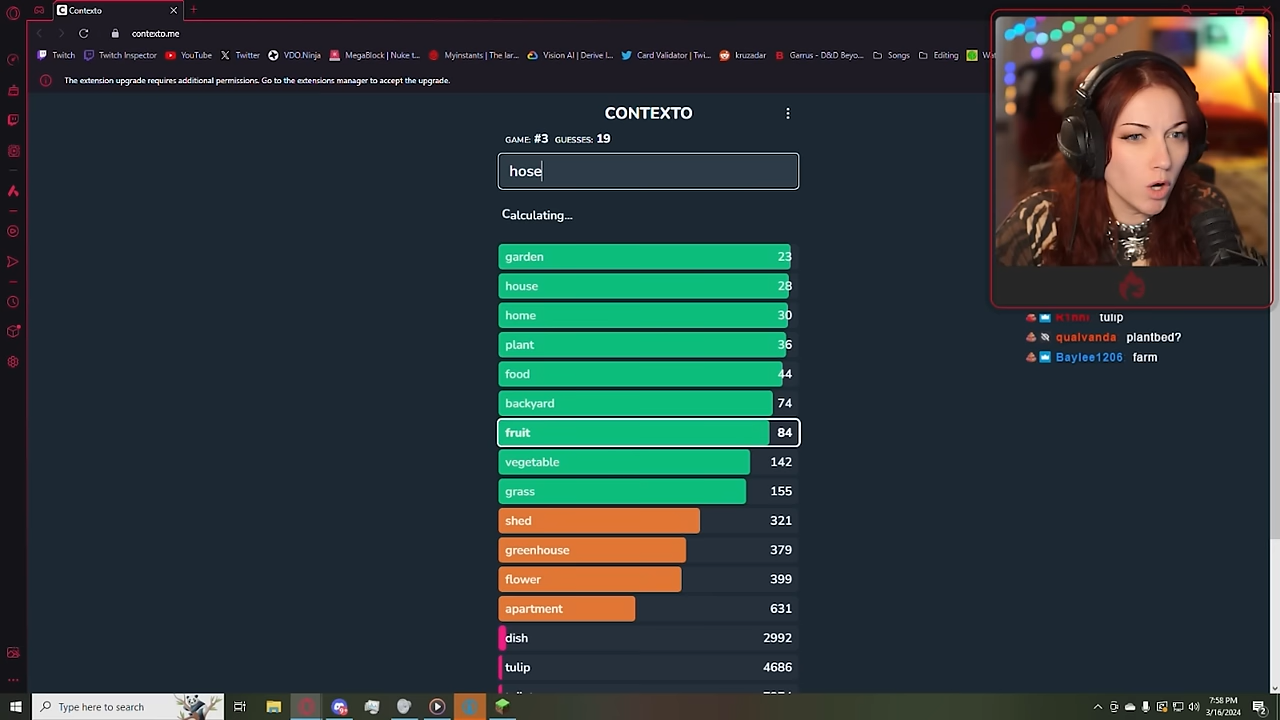 Contexto
contexto.me
Twitch
Twitch Inspector
YouTube
Twitter
VDO.Ninja
MegaBlock | Nuke t...
Myinstants | The lar...
Vision AI | Derive I...
Card Validator | Twi...
kruzadar
Garrus - D&D Beyo...
Songs
Editing
The extension upgrade requires additional permissions. Go to the extensions manager to accept the upgrade.
CONTEXTO
GAME: #3 GUESSES: 19
hose
Calculating...
garden 23
house 28
home 30
plant 36
food 44
backyard 74
fruit 84
vegetable 142
grass 155
shed 321
greenhouse 379
flower 399
apartment 631
dish 2992
tulip 4686
tulip
qualvanda plantbed?
Baylee1206 farm
Type here to search
7:58 PM
3/16/2024